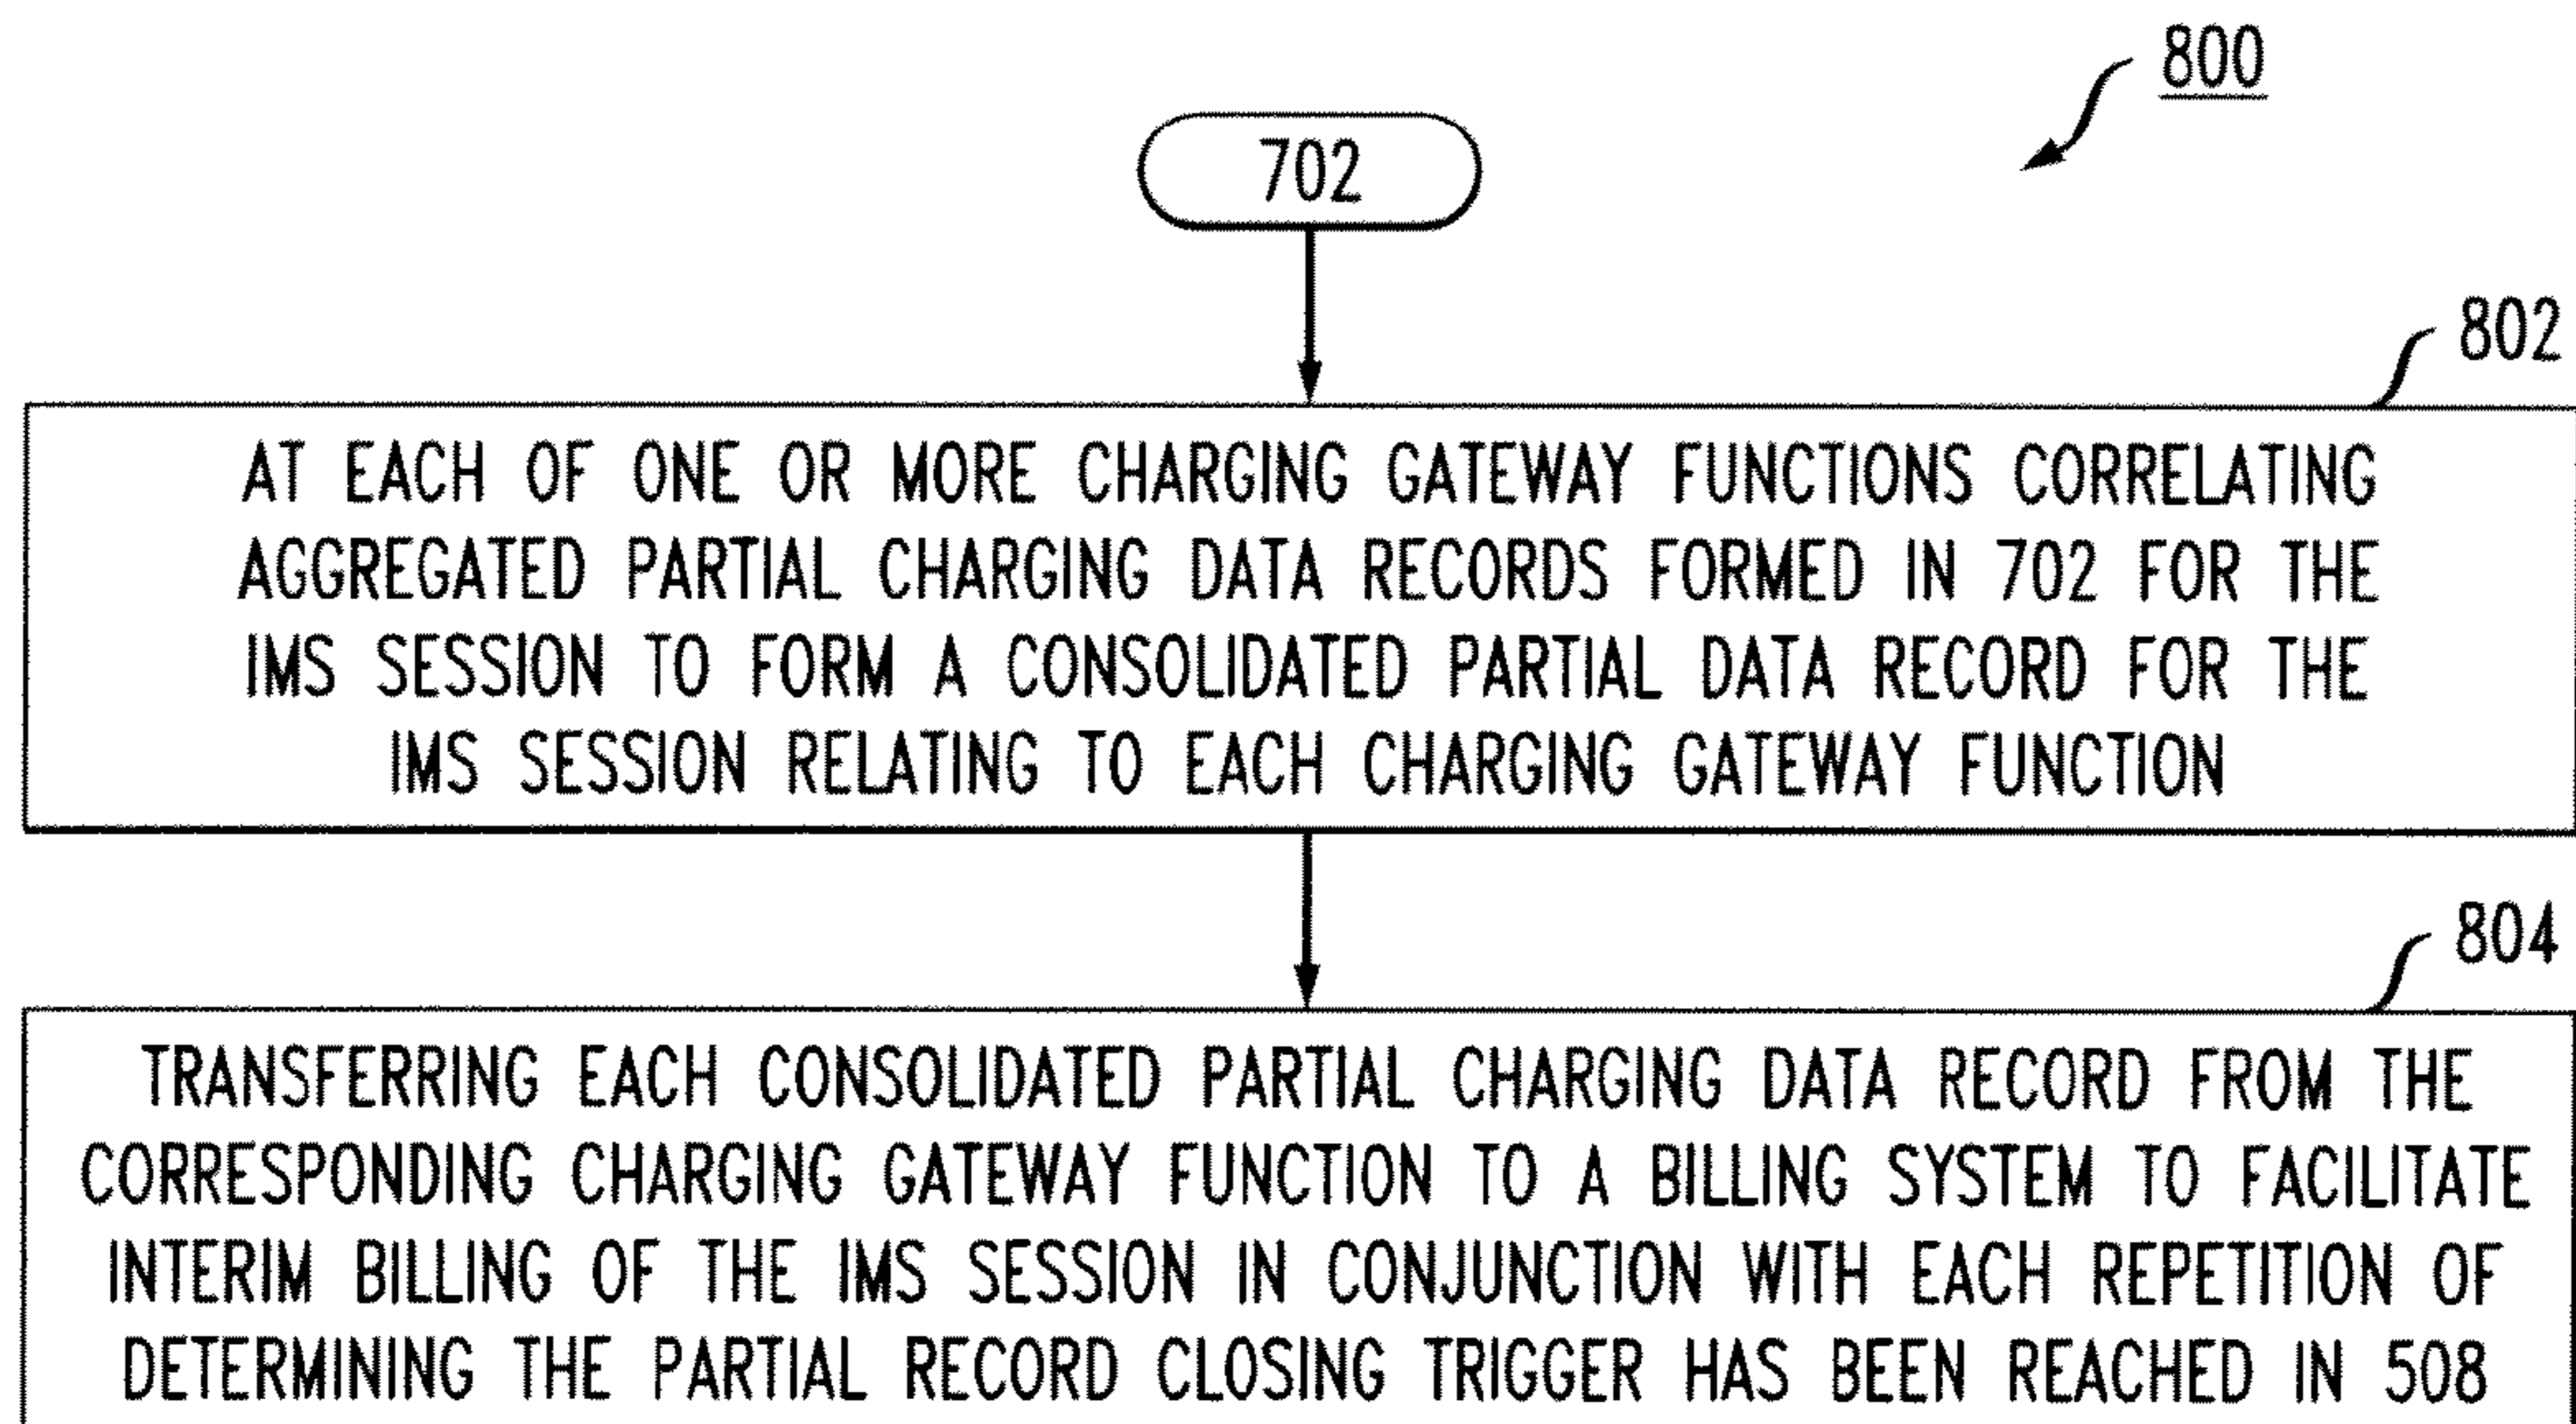 800
702
802
AT EACH OF ONE OR MORE CHARGING GATEWAY FUNCTIONS CORRELATING
AGGREGATED PARTIAL CHARGING DATA RECORDS FORMED IN 702 FOR THE
IMS SESSION TO FORM A CONSOLIDATED PARTIAL DATA RECORD FOR THE
IMS SESSION RELATING TO EACH CHARGING GATEWAY FUNCTION
804
TRANSFERRING EACH CONSOLIDATED PARTIAL CHARGING DATA RECORD FROM THE
CORRESPONDING CHARGING GATEWAY FUNCTION TO A BILLING SYSTEM TO FACILITATE
INTERIM BILLING OF THE IMS SESSION IN CONJUNCTION WITH EACH REPETITION OF
DETERMINING THE PARTIAL RECORD CLOSING TRIGGER HAS BEEN REACHED IN 508